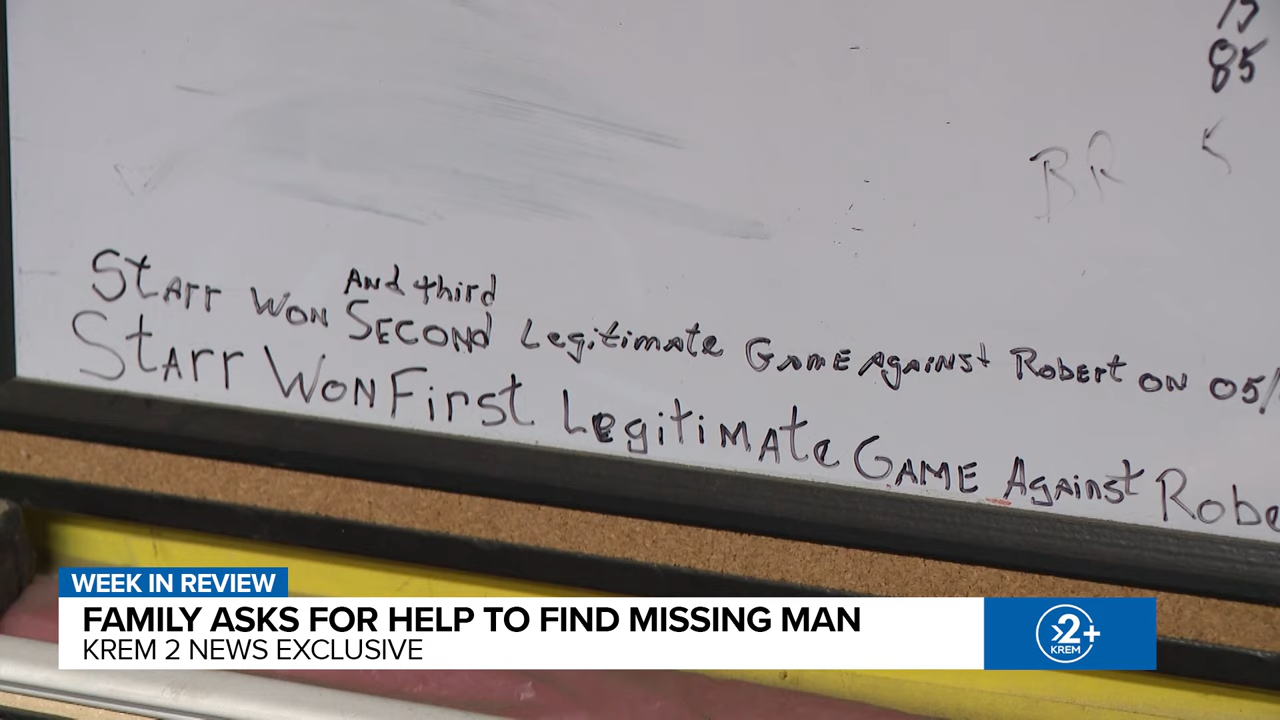 85
BR
And third
Starr Won SECOND Legitimate GAME Against Robert ON 05/
Starr Won First Legitimate GAME Against Robe
WEEK IN REVIEW
FAMILY ASKS FOR HELP TO FIND MISSING MAN
KREM 2 NEWS EXCLUSIVE
2+
KREM